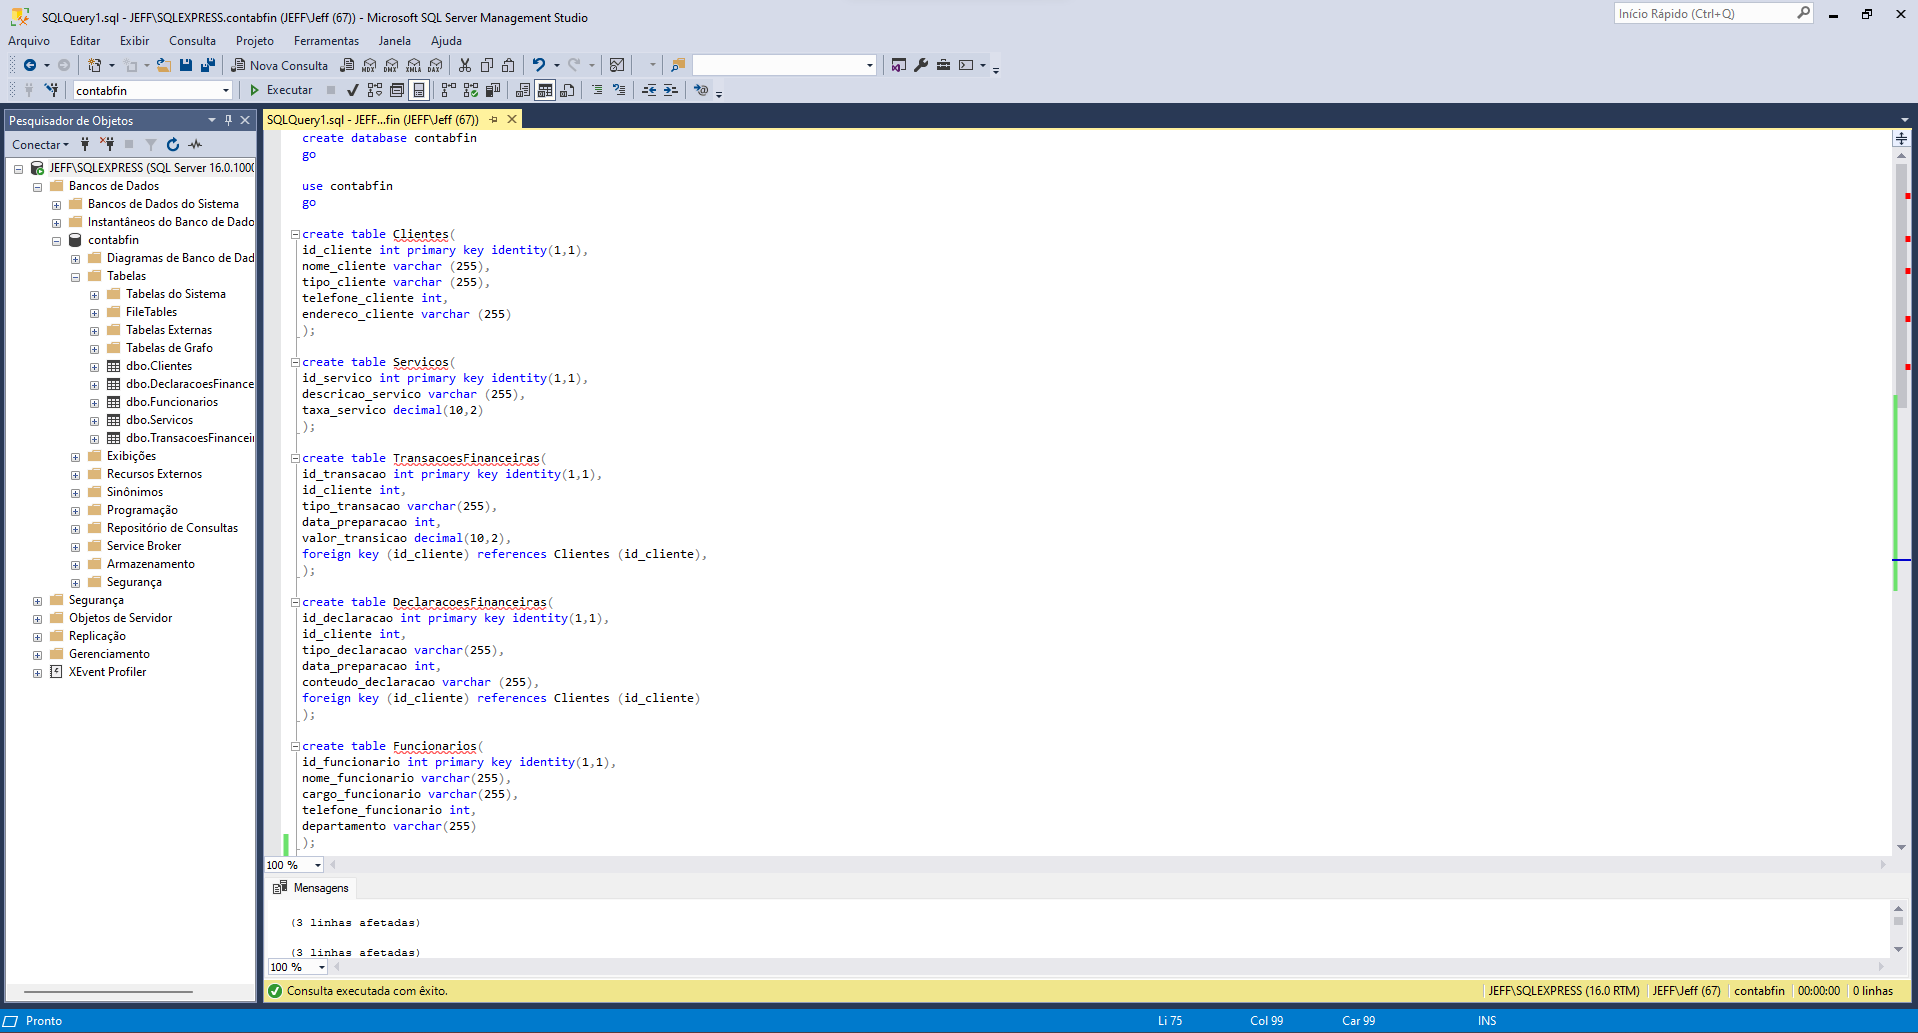 SQLQuery1.sql - JEFF\SQLEXPRESS.contabfin (JEFF\Jeff (67)) - Microsoft SQL Server Management Studio
Início Rápido (Ctrl+Q)
Arquivo Editar Exibir Consulta Projeto Ferramentas Janela Ajuda
Nova Consulta MDX DMX XMLA DAX
contabfin Executar
Pesquisador de Objetos
Conectar
JEFF\SQLEXPRESS (SQL Server 16.0.1000
Bancos de Dados
Bancos de Dados do Sistema
Instantâneos do Banco de Dado
contabfin
Diagramas de Banco de Dad
Tabelas
Tabelas do Sistema
FileTables
Tabelas Externas
Tabelas de Grafo
dbo.Clientes
dbo.DeclaracoesFinance
dbo.Funcionarios
dbo.Servicos
dbo.TransacoesFinancei
Exibições
Recursos Externos
Sinônimos
Programação
Repositório de Consultas
Service Broker
Armazenamento
Segurança
Segurança
Objetos de Servidor
Replicação
Gerenciamento
XEvent Profiler
SQLQuery1.sql - JEFF...fin (JEFF\Jeff (67))
create database contabfin
go
use contabfin
go
create table Clientes(
id_cliente int primary key identity(1,1),
nome_cliente varchar (255),
tipo_cliente varchar (255),
telefone_cliente int,
endereco_cliente varchar (255)
);
create table Servicos(
id_servico int primary key identity(1,1),
descricao_servico varchar (255),
taxa_servico decimal(10,2)
);
create table TransacoesFinanceiras(
id_transacao int primary key identity(1,1),
id_cliente int,
tipo_transacao varchar(255),
data_preparacao int,
valor_transicao decimal(10,2),
foreign key (id_cliente) references Clientes (id_cliente),
);
create table DeclaracoesFinanceiras(
id_declaracao int primary key identity(1,1),
id_cliente int,
tipo_declaracao varchar(255),
data_preparacao int,
conteudo_declaracao varchar (255),
foreign key (id_cliente) references Clientes (id_cliente)
);
create table Funcionarios(
id_funcionario int primary key identity(1,1),
nome_funcionario varchar(255),
cargo_funcionario varchar(255),
telefone_funcionario int,
departamento varchar(255)
);
100 %
Mensagens
(3 linhas afetadas)
(3 linhas afetadas)
100 %
Consulta executada com êxito. JEFF\SQLEXPRESS (16.0 RTM) JEFF\Jeff (67) contabfin 00:00:00 0 linhas
Pronto Li 75 Col 99 Car 99 INS